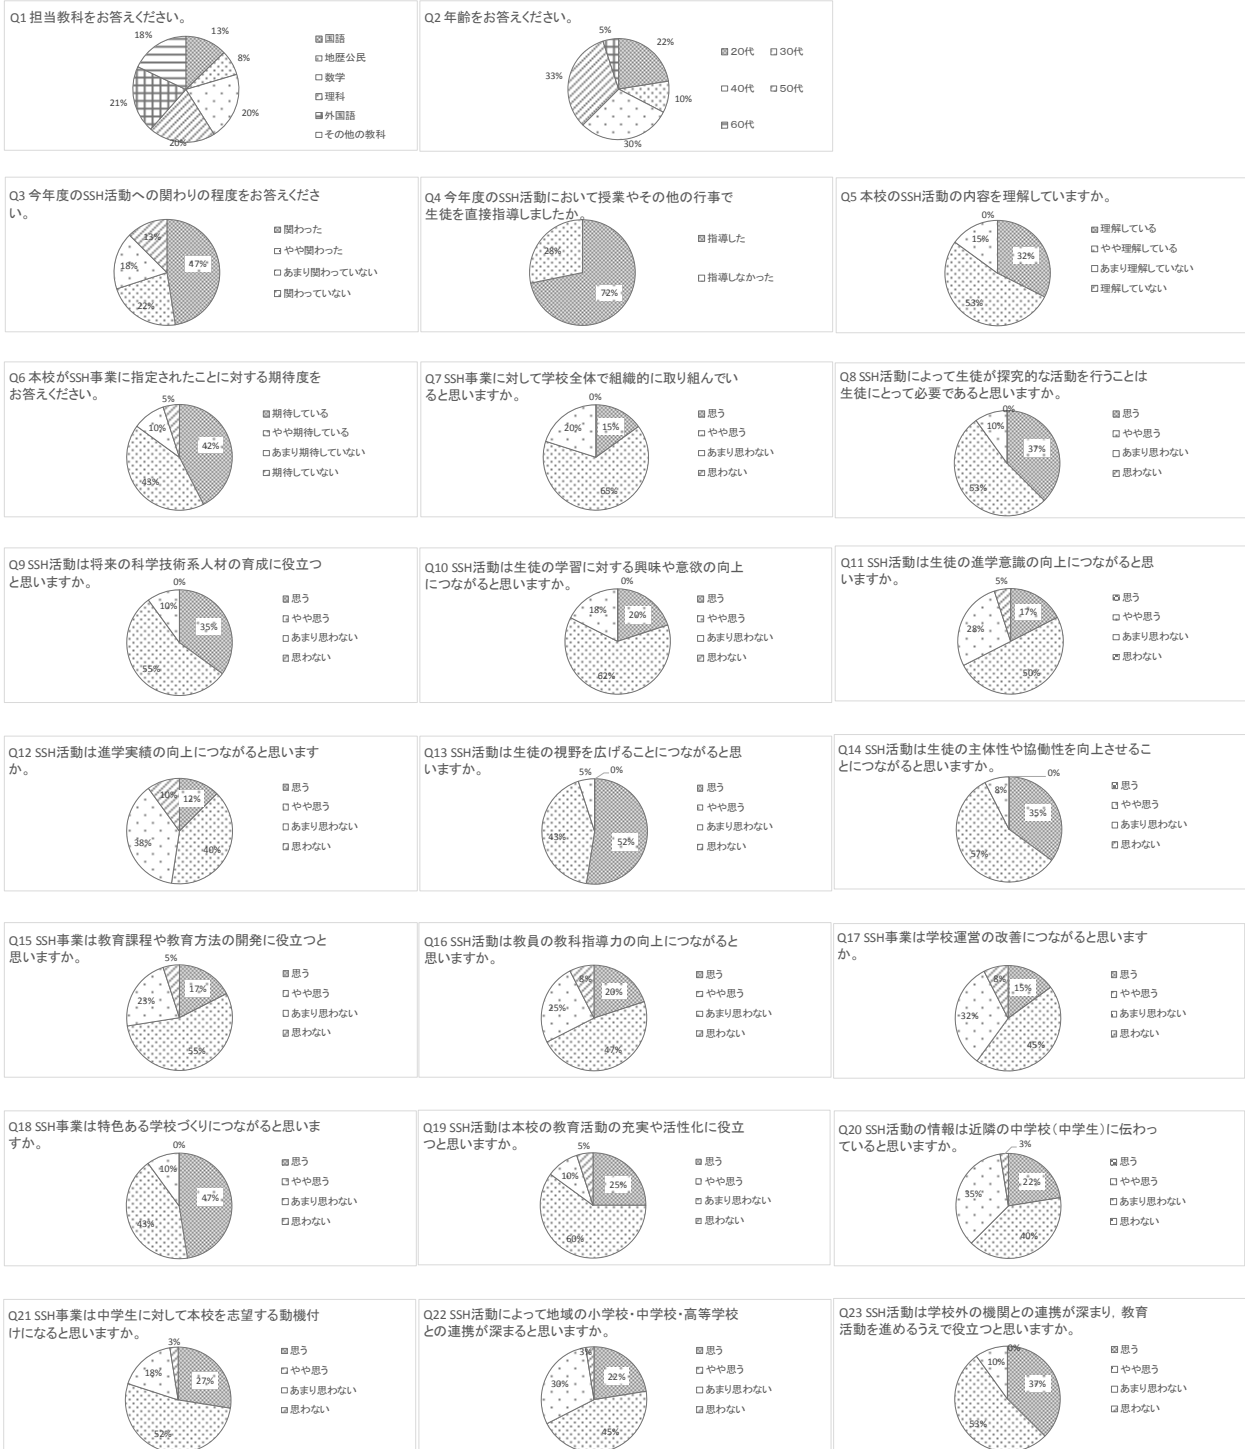 Q1 担当教科をお答えください。
18%
13%
8%
20%
20%
21%
国語
地歴公民
数学
理科
外国語
その他の教科
Q2 年齢をお答えください。
5%
22%
10%
30%
33%
20代 30代
40代 50代
60代
Q3 今年度のSSH活動への関わりの程度をお答えくださ
い。
13%
47%
18%
22%
関わった
やや関わった
あまり関わっていない
関わっていない
Q4 今年度のSSH活動において授業やその他の行事で
生徒を直接指導しましたか。
28%
72%
指導した
指導しなかった
Q5 本校のSSH活動の内容を理解していますか。
0%
15%
32%
53%
理解している
やや理解している
あまり理解していない
理解していない
Q6 本校がSSH事業に指定されたことに対する期待度を
お答えください。
5%
10%
42%
43%
期待している
やや期待している
あまり期待していない
期待していない
Q7 SSH事業に対して学校全体で組織的に取り組んでい
ると思いますか。
0%
20%
15%
65%
思う
やや思う
あまり思わない
思わない
Q8 SSH活動によって生徒が探究的な活動を行うことは
生徒にとって必要であると思いますか。
0%
10%
37%
53%
思う
やや思う
あまり思わない
思わない
Q9 SSH活動は将来の科学技術系人材の育成に役立つ
と思いますか。
0%
10%
35%
55%
思う
やや思う
あまり思わない
思わない
Q10 SSH活動は生徒の学習に対する興味や意欲の向上
につながると思いますか。
0%
18%
20%
62%
思う
やや思う
あまり思わない
思わない
Q11 SSH活動は生徒の進学意識の向上につながると思
いますか。
5%
17%
28%
50%
思う
やや思う
あまり思わない
思わない
Q12 SSH活動は進学実績の向上につながると思います
か。
10%
12%
38%
40%
思う
やや思う
あまり思わない
思わない
Q13 SSH活動は生徒の視野を広げることにつながると思
いますか。
5%
0%
43%
52%
思う
やや思う
あまり思わない
思わない
Q14 SSH活動は生徒の主体性や協働性を向上させるこ
とにつながると思いますか。
0%
8%
35%
57%
思う
やや思う
あまり思わない
思わない
Q15 SSH事業は教育課程や教育方法の開発に役立つと
思いますか。
5%
17%
23%
55%
思う
やや思う
あまり思わない
思わない
Q16 SSH活動は教員の教科指導力の向上につながると
思いますか。
8%
20%
25%
47%
思う
やや思う
あまり思わない
思わない
Q17 SSH事業は学校運営の改善につながると思います
か。
8%
15%
32%
45%
思う
やや思う
あまり思わない
思わない
Q18 SSH事業は特色ある学校づくりにつながると思いま
すか。
0%
10%
47%
43%
思う
やや思う
あまり思わない
思わない
Q19 SSH活動は本校の教育活動の充実や活性化に役立
つと思いますか。
5%
10%
25%
60%
思う
やや思う
あまり思わない
思わない
Q20 SSH活動の情報は近隣の中学校(中学生)に伝わっ
ていると思いますか。
3%
22%
35%
40%
思う
やや思う
あまり思わない
思わない
Q21 SSH事業は中学生に対して本校を志望する動機付
けになると思いますか。
3%
18%
27%
52%
思う
やや思う
あまり思わない
思わない
Q22 SSH活動によって地域の小学校・中学校・高等学校
との連携が深まると思いますか。
3%
22%
30%
45%
思う
やや思う
あまり思わない
思わない
Q23 SSH活動は学校外の機関との連携が深まり, 教育
活動を進めるうえで役立つと思いますか。
0%
10%
37%
53%
思う
やや思う
あまり思わない
思わない